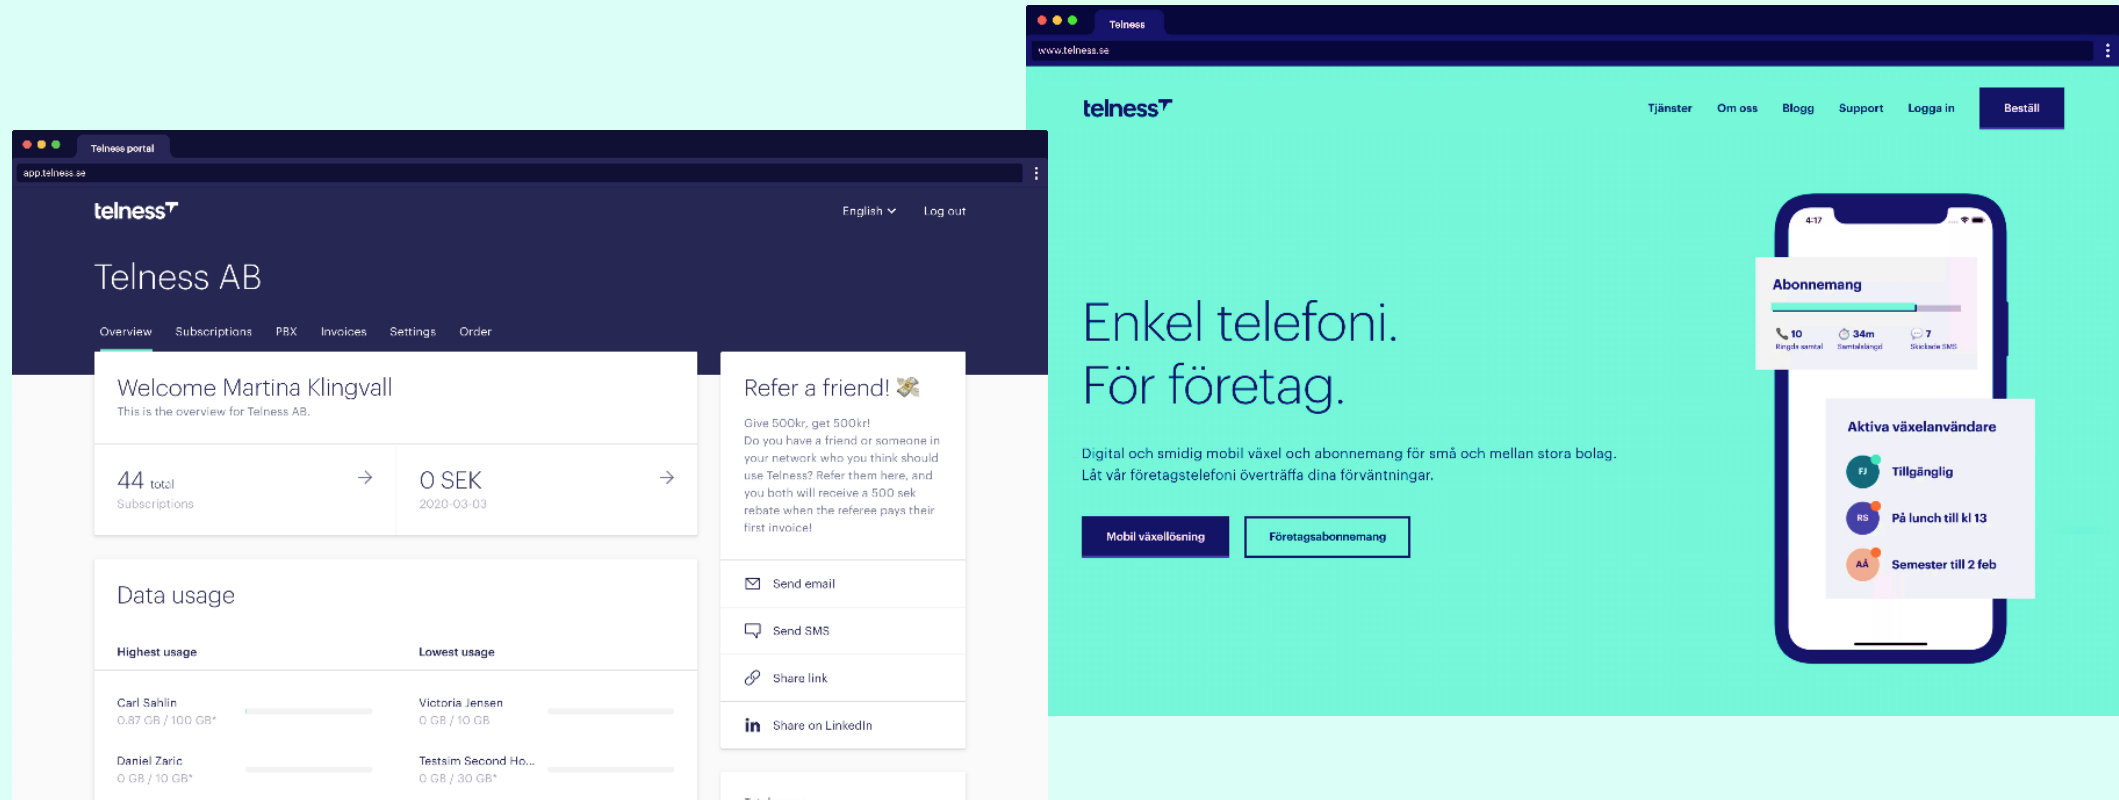 Telness portal
app.telness.se
telness
English
Log out
Telness AB
Overview Subscriptions PBX Invoices Settings Order
Welcome Martina Klingvall
This is the overview for Telness AB.
44 total
Subscriptions
0 SEK
2020-03-03
Data usage
Highest usage
Carl Sahlin
0.87 GB / 100 GB*
Daniel Zaric
0 GB / 10 GB*
Lowest usage
Victoria Jensen
0 GB / 10 GB
Testsim Second Ho...
0 GB / 30 GB*
Refer a friend! 💸
Give 500kr, get 500kr!
Do you have a friend or someone in
your network who you think should
use Telness? Refer them here, and
you both will receive a 500 sek
rebate when the referee pays their
first invoice!
Send email
Send SMS
Share link
in Share on LinkedIn
Telness
www.telness.se
telness
Tjänster Om oss Blogg Support Logga in Beställ
Enkel telefoni.
För företag.
Digital och smidig mobil växel och abonnemang för små och mellan stora bolag.
Låt vår företagstelefoni överträffa dina förväntningar.
Mobil växellösning
Företagsabonnemang
4:17
Abonnemang
10 34m 7
Ringda samtal Samtalslängd Skickade SMS
Aktiva växelanvändare
FJ Tillgänglig
RS På lunch till kl 13
AÅ Semester till 2 feb